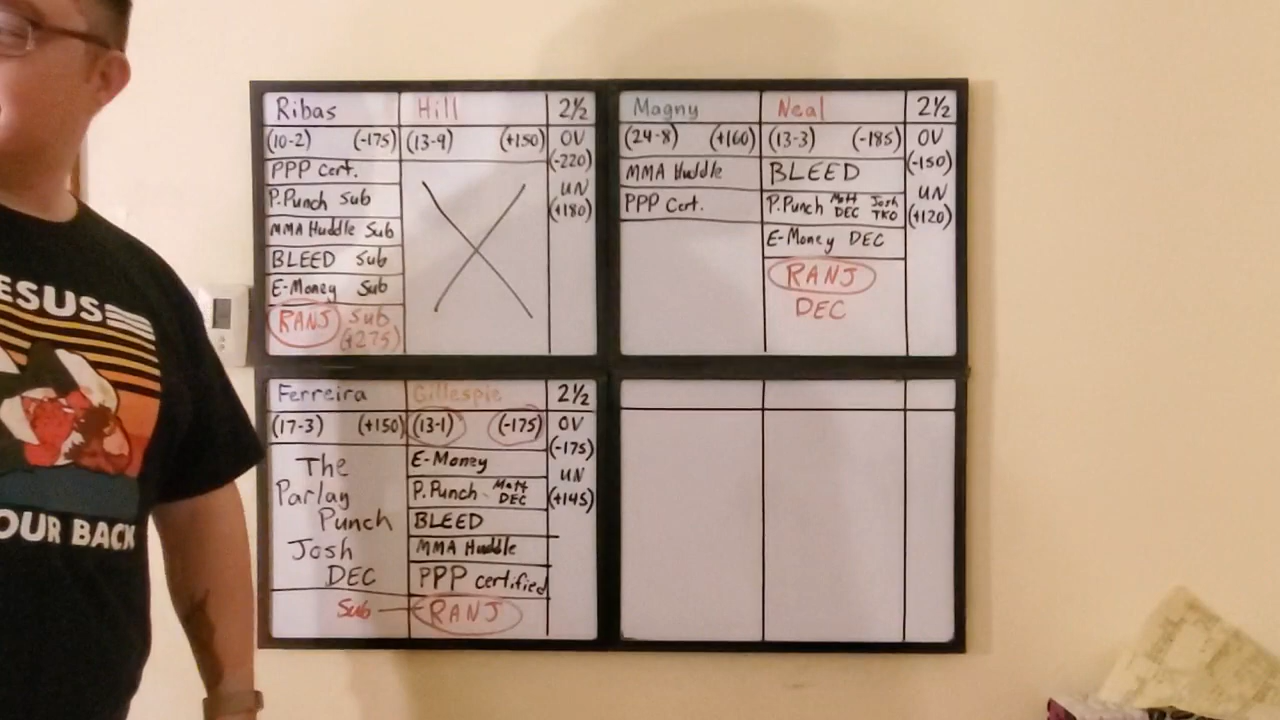 ESUS
OUR BACK
Ribas Hill 2½
(10-2) (-175) (13-9) (+150) OV
(-220)
PPP Cert.
P.Punch Sub UN
(+180)
MMA Huddle Sub
BLEED Sub
E-Money Sub
RANJ Sub
(+275)
Magny Neal 2½
(24-8) (+160) (13-3) (-185) OV
(-150)
MMA Huddle BLEED
PPP Cert. P.Punch Matt DEC Josh TKO UN
(+120)
E-Money DEC
RANJ
DEC
Ferreira Gillespie 2½
(17-3) (+150) (13-1) (-175) OV
(-175)
The E-Money
Parlay P.Punch - Matt DEC UN
(+145)
Punch BLEED
Josh MMA Huddle
DEC PPP certified
Sub RANJ